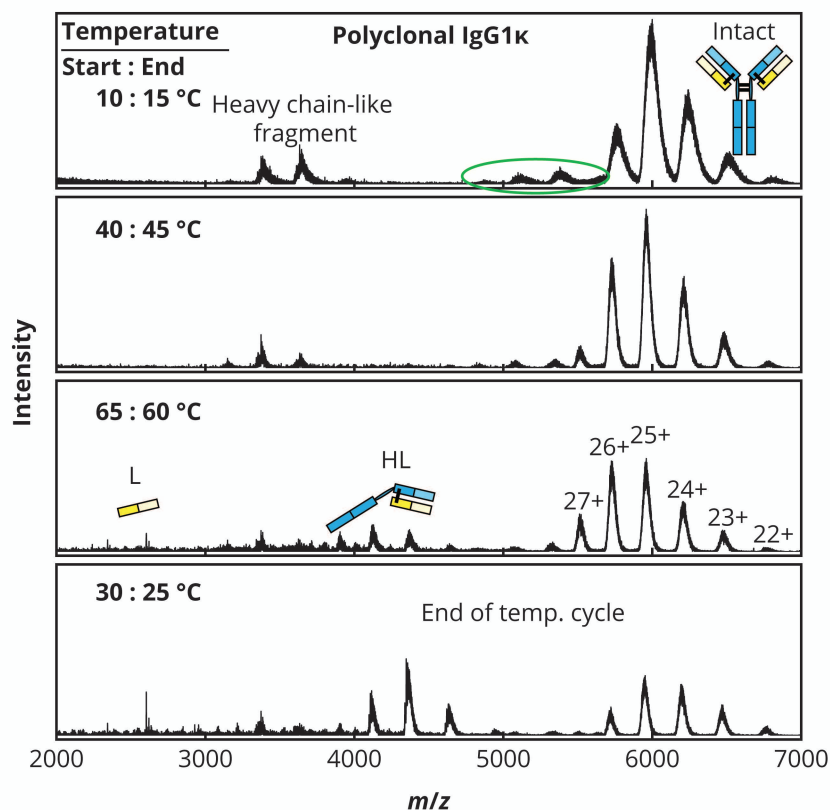 Temperature
Polyclonal IgG1κ
Intact
Start : End
10 : 15 °C
Heavy chain-like
fragment
40 : 45 °C
65 : 60 °C
L
HL
27+
26+
25+
24+
23+
22+
30 : 25 °C
End of temp. cycle
Intensity
2000
3000
4000
5000
6000
7000
m/z